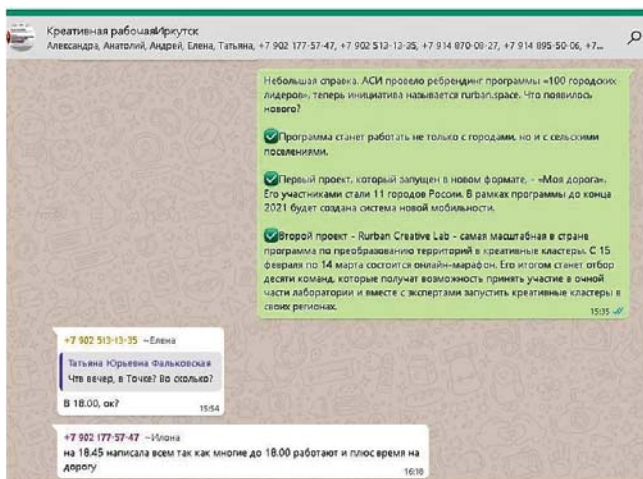 Креативная рабочаяИркутск
Александра, Анатолий, Андрей, Елена, Татьяна, +7 902 177-57-47, +7 902 513-13-35, +7 914 870-08-27, +7 914 895-50-06, +7...
Небольшая справка. АСИ провело ребрендинг программы «100 городских
лидеров», теперь инициатива называется rurban.space. Что появилось
нового?
✅Программа станет работать не только с городами, но и с сельскими
поселениями.
✅Первый проект, который запущен в новом формате, - «Моя дорога».
Его участниками стали 11 городов России. В рамках программы до конца
2021 будет создана система новой мобильности.
✅Второй проект - Rurban Creative Lab - самая масштабная в стране
программа по преобразованию территорий в креативные кластеры. С 15
февраля по 14 марта состоится онлайн-марафон. Его итогом станет отбор
десяти команд, которые получат возможность принять участие в очной
части лаборатории и вместе с экспертами запустить креативные кластеры в
своих регионах.
15:35
+7 902 513-13-35 ~Елена
Татьяна Юрьевна Фальковская
Чтв вечер, в Точке? Во сколько?
В 18.00, ок?
15:54
+7 902 177-57-47 ~Илона
на 18.45 написала всем так как многие до 18.00 работают и плюс время на
дорогу
16:18